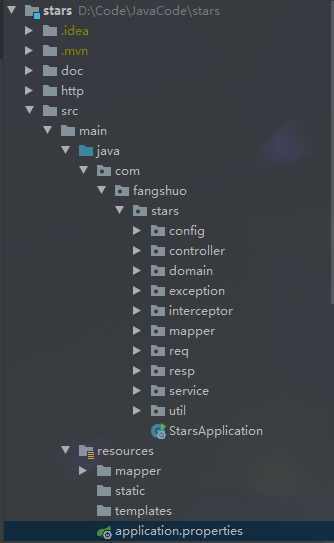 stars D:\Code\JavaCode\stars
.idea
.mvn
doc
http
src
main
java
com
fangshuo
stars
config
controller
domain
exception
interceptor
mapper
req
resp
service
util
StarsApplication
resources
mapper
static
templates
application.properties